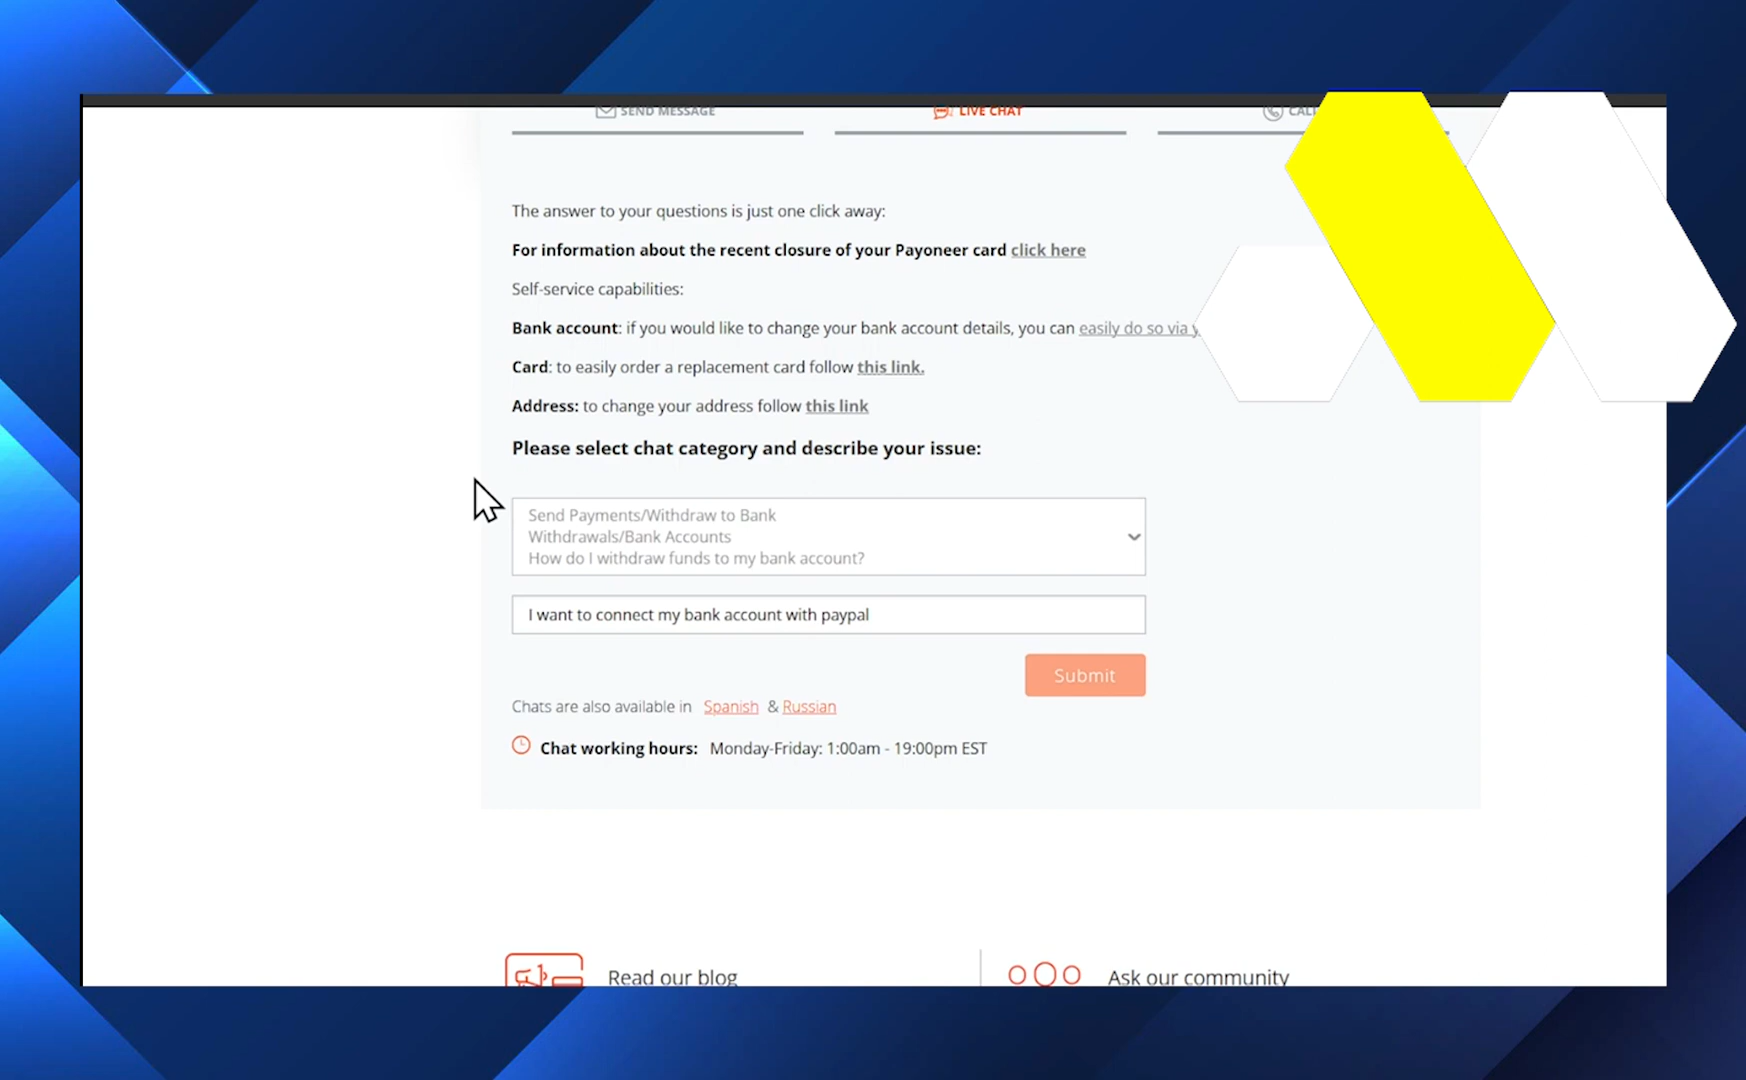 SEND MESSAGE
LIVE CHAT
CALL
The answer to your questions is just one click away:
For information about the recent closure of your Payoneer card click here
Self-service capabilities:
Bank account: if you would like to change your bank account details, you can easily do so via
Card: to easily order a replacement card follow this link.
Address: to change your address follow this link
Please select chat category and describe your issue:
Send Payments/Withdraw to Bank
Withdrawals/Bank Accounts
How do I withdraw funds to my bank account?
I want to connect my bank account with paypal
Submit
Chats are also available in Spanish & Russian
Chat working hours: Monday-Friday: 1:00am - 19:00pm EST
Read our blog
Ask our community